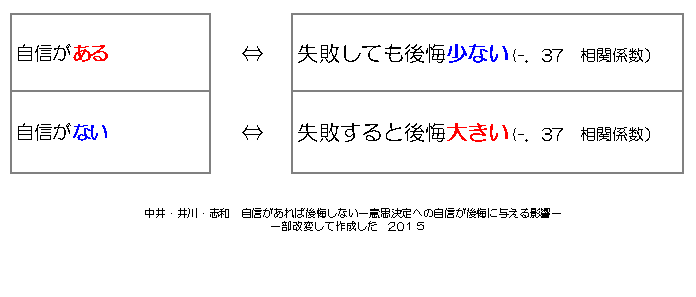 自信がある ⇔ 失敗しても後悔少ない(-．37　相関係数)
自信がない ⇔ 失敗すると後悔大きい(-．37　相関係数)
中井・井川・志和　自信があれば後悔しないー意思決定への自信が後悔に与える影響ー
一部改変して作成した　2015